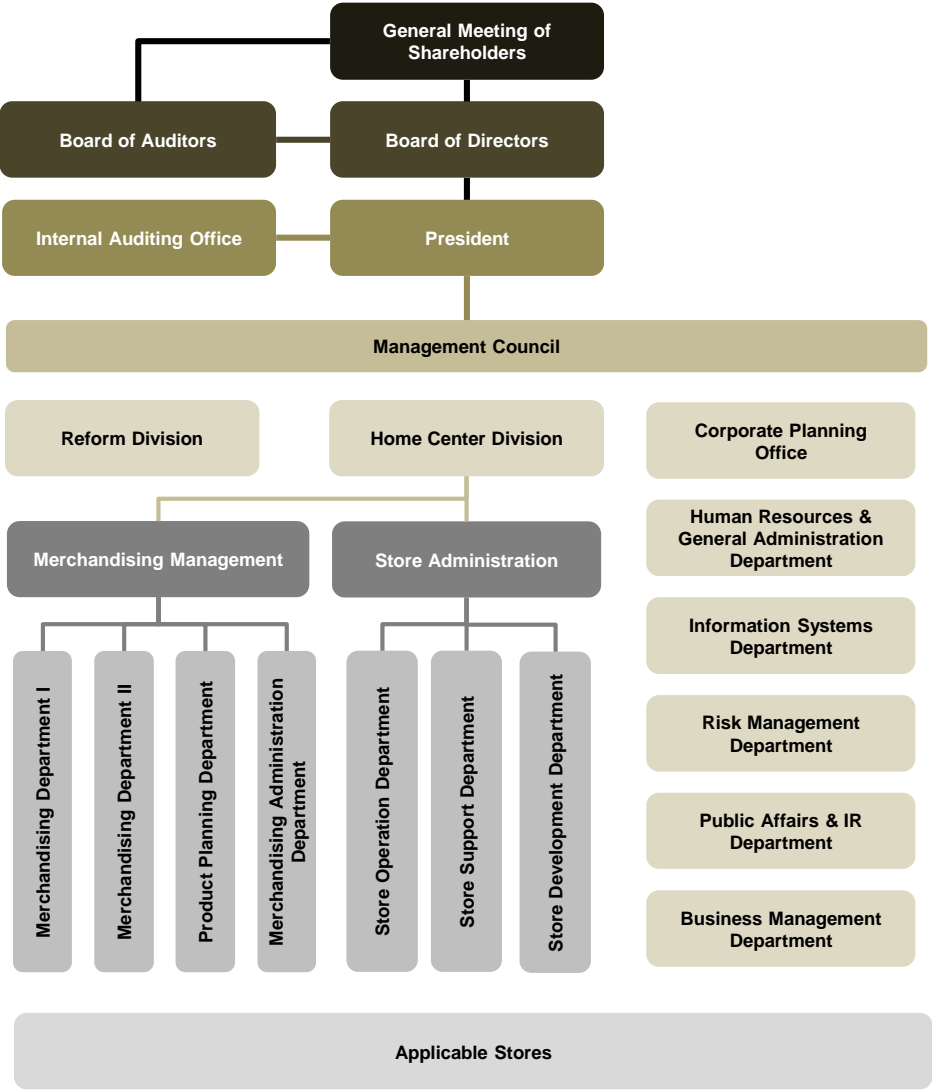 General Meeting of
Shareholders
Board of Auditors
Board of Directors
Internal Auditing Office
President
Management Council
Reform Division
Home Center Division
Corporate Planning
Office
Human Resources &
General Administration
Department
Merchandising Management
Store Administration
Information Systems
Department
Risk Management
Department
Public Affairs & IR
Department
Business Management
Department
Merchandising Department I
Merchandising Department II
Product Planning Department
Merchandising Administration
Department
Store Operation Department
Store Support Department
Store Development Department
Applicable Stores